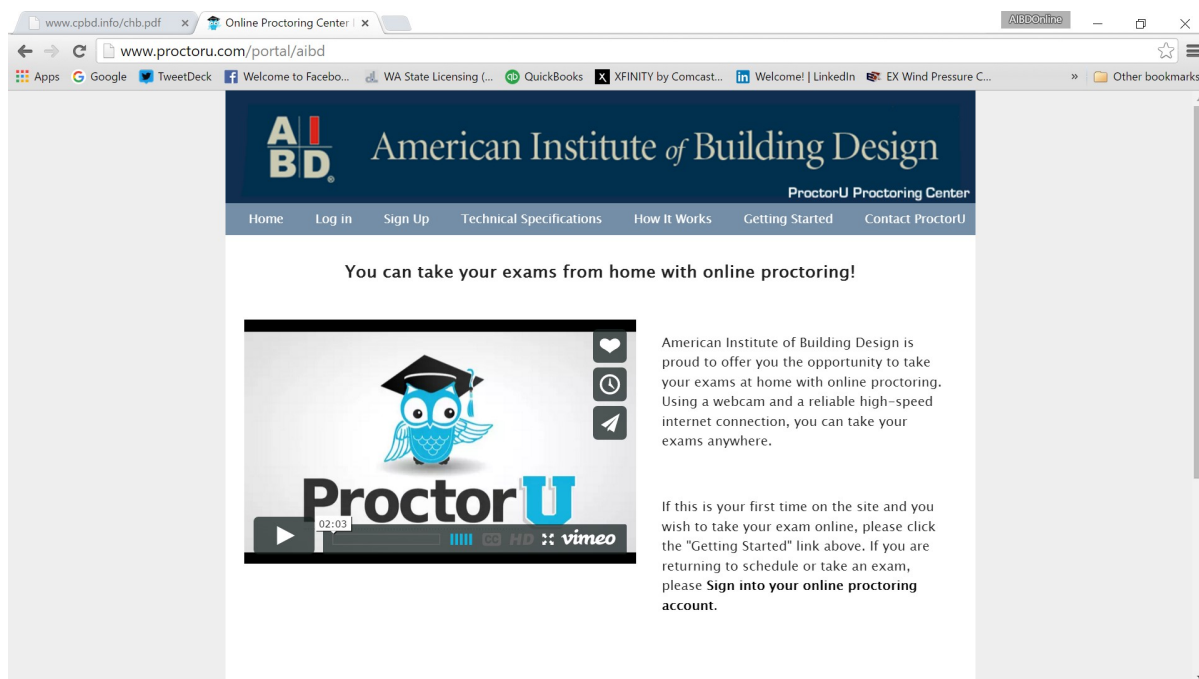 www.cpbd.info/chb.pdf
Online Proctoring Center |
AIBDOnline
www.proctoru.com/portal/aibd
Apps Google TweetDeck Welcome to Facebo... WA State Licensing (... QuickBooks XFINITY by Comcast... Welcome! | LinkedIn EX Wind Pressure C... » Other bookmarks
AI
BD®
American Institute of Building Design
ProctorU Proctoring Center
Home Log in Sign Up Technical Specifications How It Works Getting Started Contact ProctorU
You can take your exams from home with online proctoring!
ProctorU
02:03
CC HD vimeo
American Institute of Building Design is
proud to offer you the opportunity to take
your exams at home with online proctoring.
Using a webcam and a reliable high-speed
internet connection, you can take your
exams anywhere.
If this is your first time on the site and you
wish to take your exam online, please click
the "Getting Started" link above. If you are
returning to schedule or take an exam,
please Sign into your online proctoring
account.